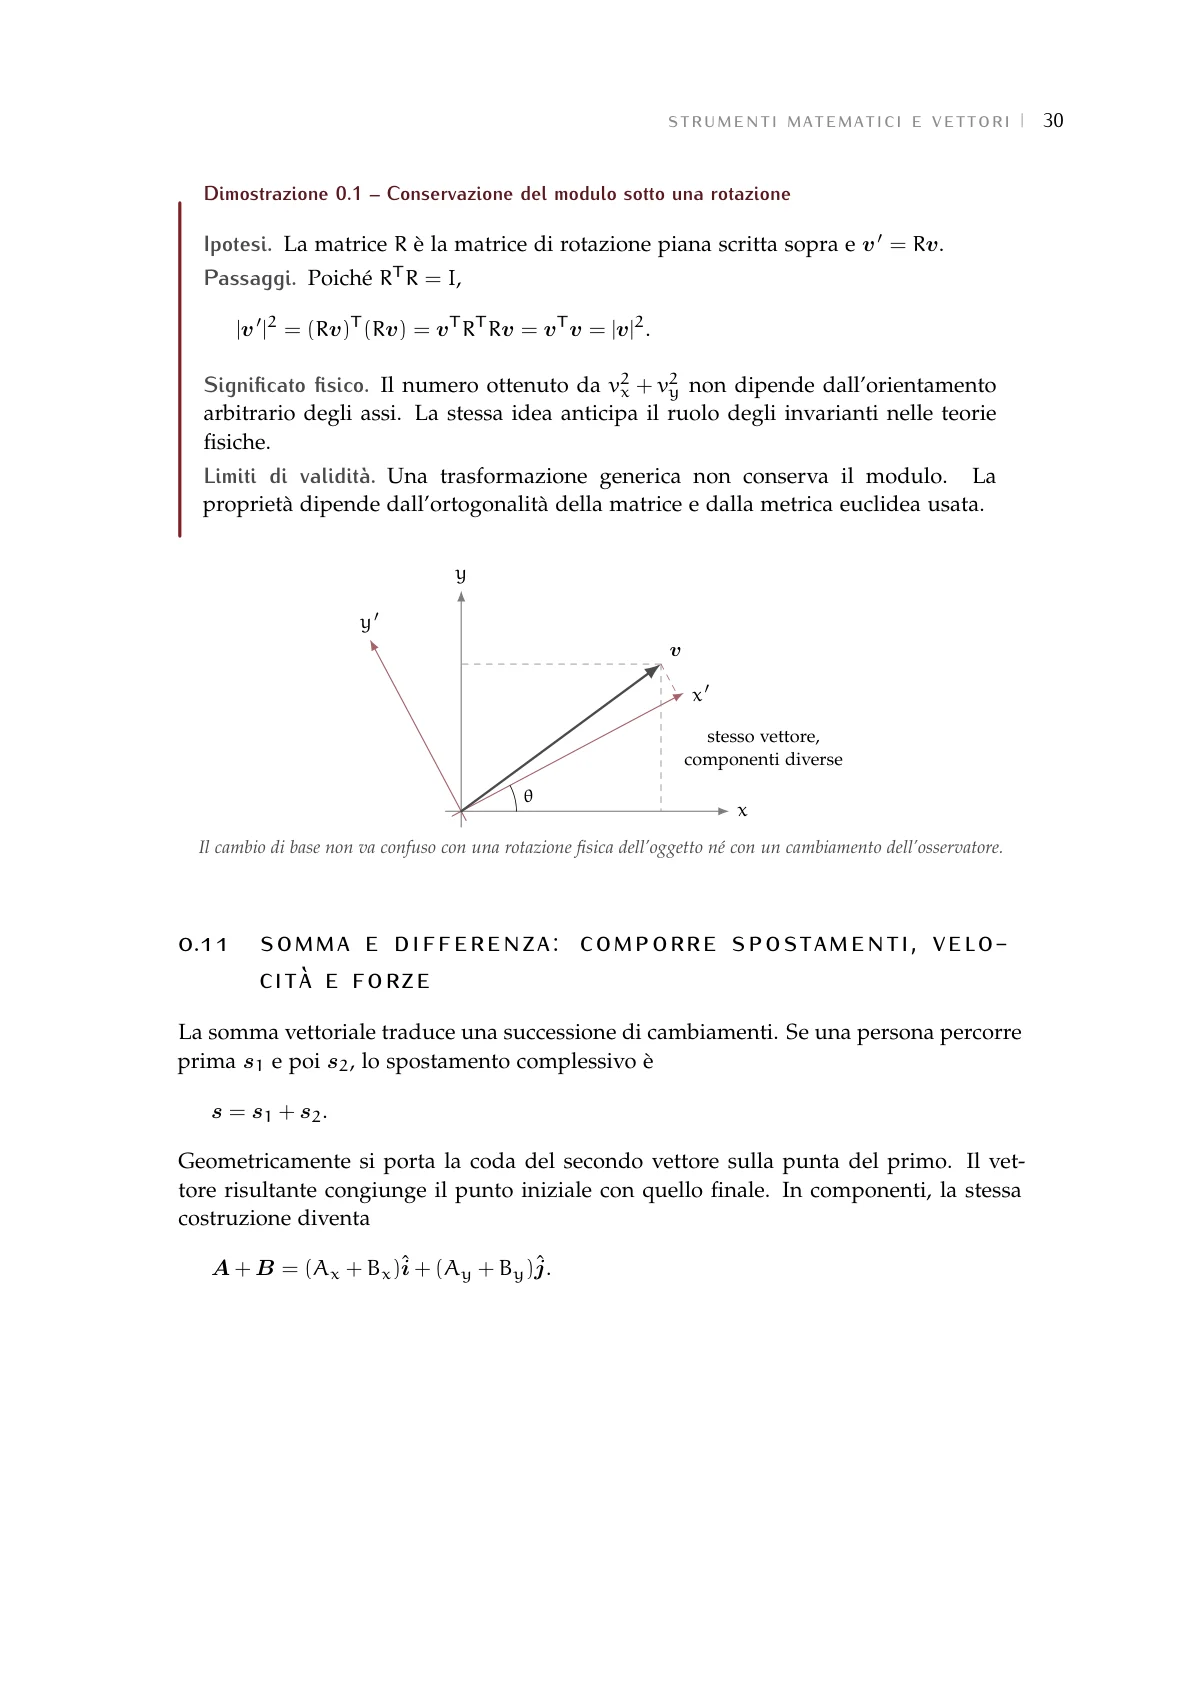 STRUMENTI MATEMATICI E VETTORI | 30
Dimostrazione 0.1 – Conservazione del modulo sotto una rotazione
Ipotesi. La matrice R è la matrice di rotazione piana scritta sopra e v′ = Rv.
Passaggi. Poiché RᵀR = I,
|v′|² = (Rv)ᵀ(Rv) = vᵀRᵀRv = vᵀv = |v|².
Significato fisico. Il numero ottenuto da v²ₓ + v²_y non dipende dall'orientamento
arbitrario degli assi. La stessa idea anticipa il ruolo degli invarianti nelle teorie
fisiche.
Limiti di validità. Una trasformazione generica non conserva il modulo. La
proprietà dipende dall'ortogonalità della matrice e dalla metrica euclidea usata.
y
y′
v
x′
stesso vettore,
componenti diverse
θ
x
Il cambio di base non va confuso con una rotazione fisica dell'oggetto né con un cambiamento dell'osservatore.
0.11 SOMMA E DIFFERENZA: COMPORRE SPOSTAMENTI, VELO-
CITÀ E FORZE
La somma vettoriale traduce una successione di cambiamenti. Se una persona percorre
prima s₁ e poi s₂, lo spostamento complessivo è
s = s₁ + s₂.
Geometricamente si porta la coda del secondo vettore sulla punta del primo. Il vet-
tore risultante congiunge il punto iniziale con quello finale. In componenti, la stessa
costruzione diventa
A + B = (Aₓ + Bₓ)î + (A_y + B_y)ĵ.